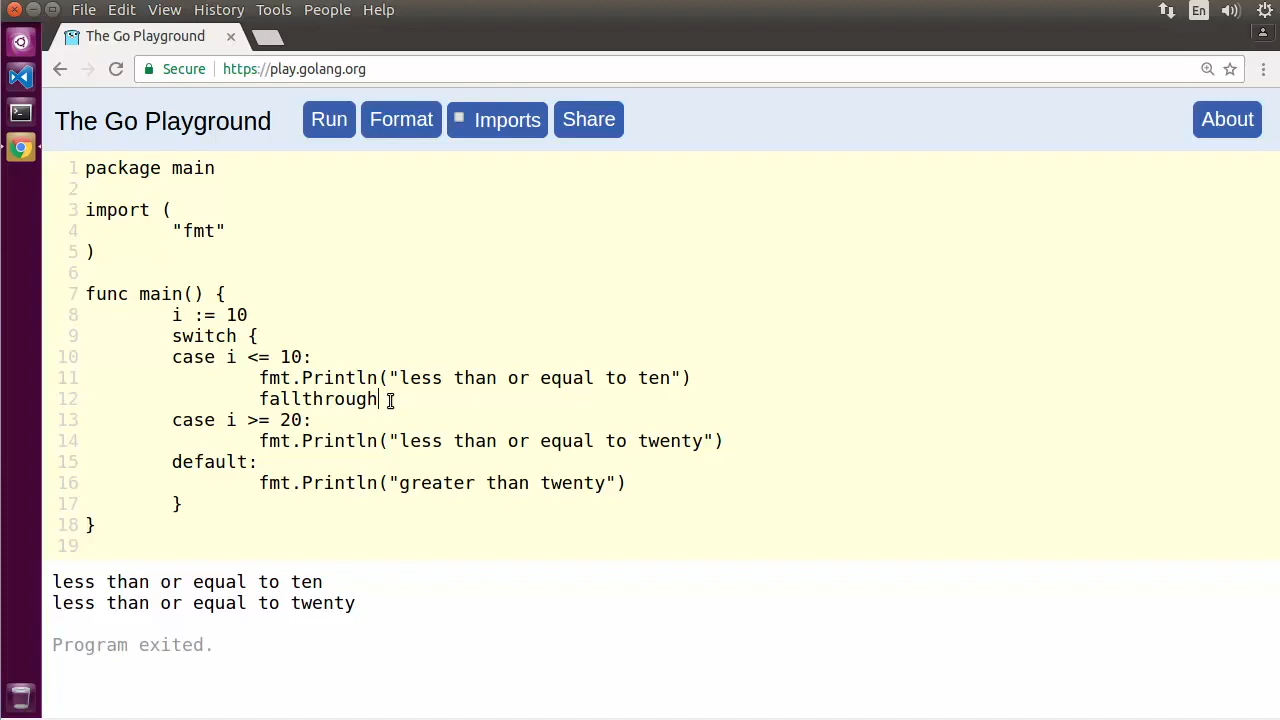 File Edit View History Tools People Help
En
The Go Playground
Secure https://play.golang.org
The Go Playground Run Format Imports Share About
1 package main
2
3 import (
4 "fmt"
5 )
6
7 func main() {
8 i := 10
9 switch {
10 case i <= 10:
11 fmt.Println("less than or equal to ten")
12 fallthrough
13 case i >= 20:
14 fmt.Println("less than or equal to twenty")
15 default:
16 fmt.Println("greater than twenty")
17 }
18 }
19
less than or equal to ten
less than or equal to twenty
Program exited.